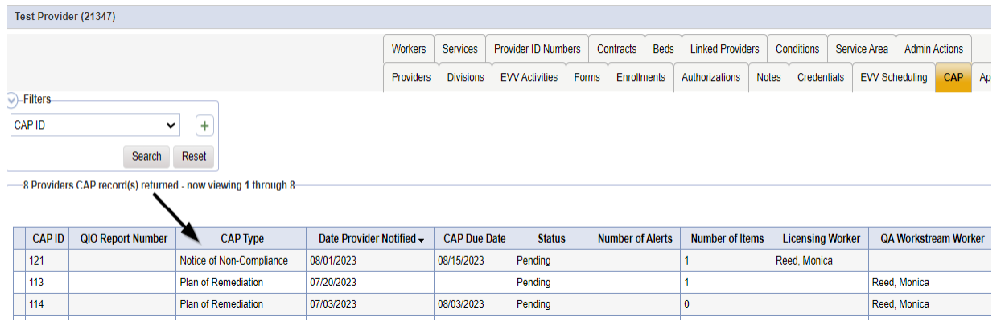 Test Provider (21347)
Workers Services Provider ID Numbers Contracts Beds Linked Providers Conditions Service Area Admin Actions
Providers Divisions EVV Activities Forms Enrollments Authorizations Notes Credentials EVV Scheduling CAP Ap
Filters
CAP ID
Search Reset
8 Providers CAP record(s) returned - now viewing 1 through 8
CAP ID QIO Report Number CAP Type Date Provider Notified CAP Due Date Status Number of Alerts Number of Items Licensing Worker QA Workstream Worker
121 Notice of Non-Compliance 08/01/2023 08/15/2023 Pending 1 Reed, Monica
113 Plan of Remediation 07/20/2023 Pending 1 Reed, Monica
114 Plan of Remediation 07/03/2023 08/03/2023 Pending 0 Reed, Monica